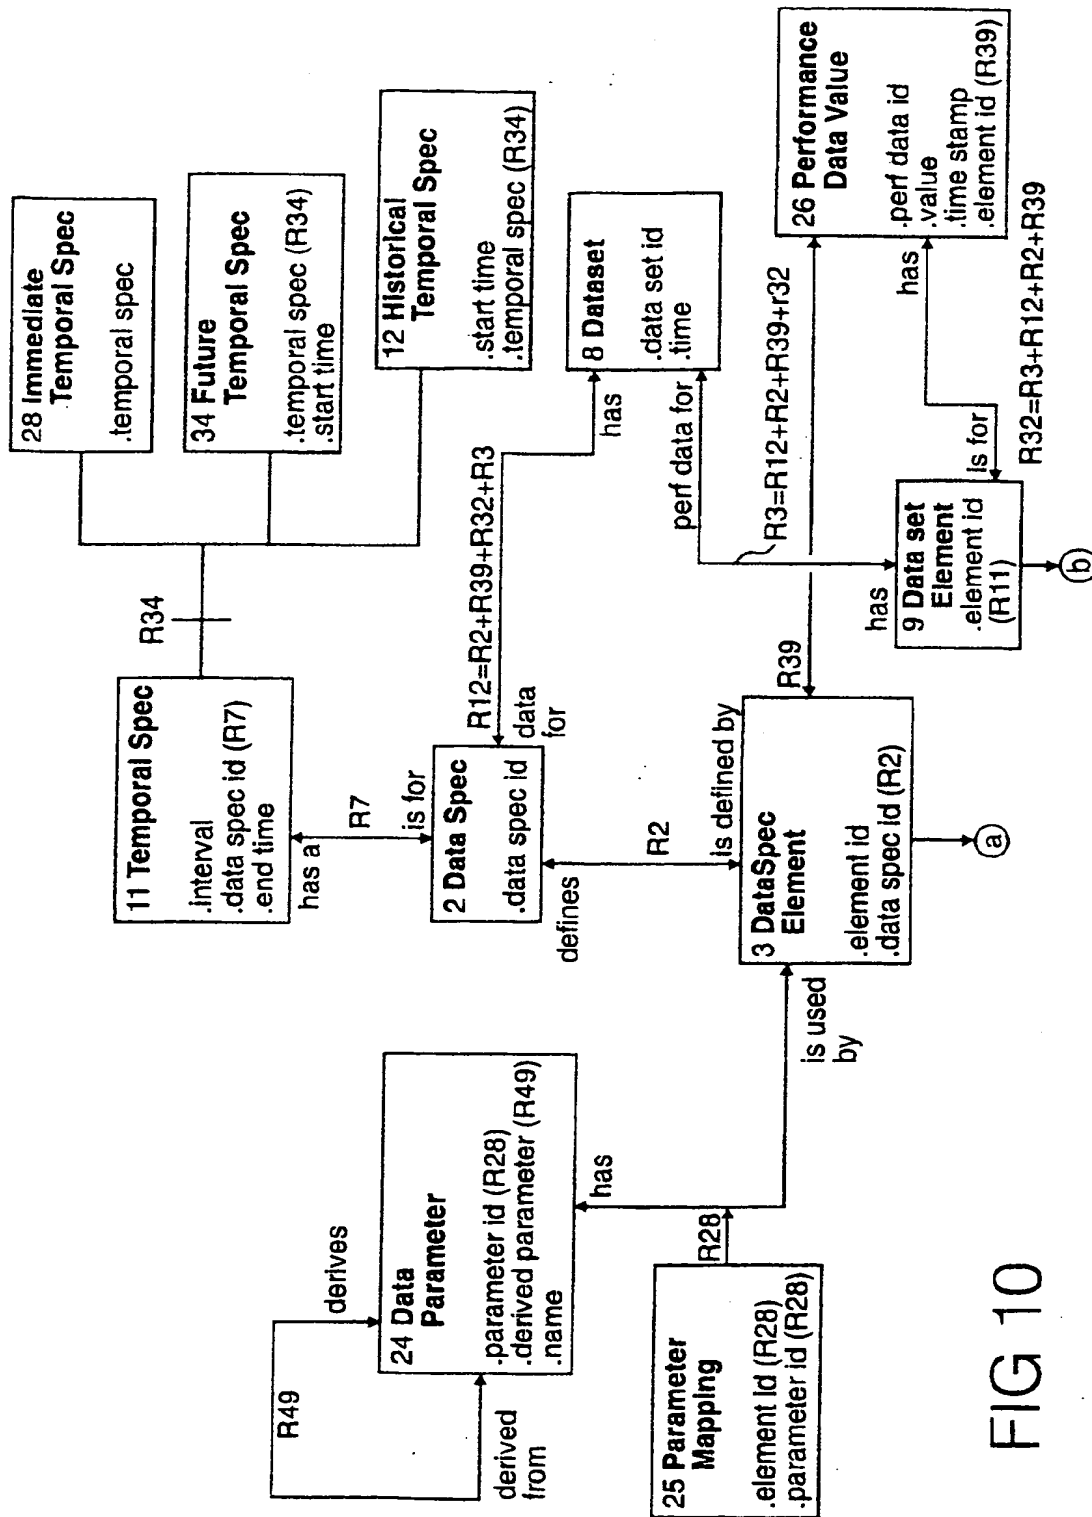 28 Immediate
Temporal Spec
.temporal spec
34 Future
Temporal Spec
.temporal spec (R34)
.start time
12 Historical
Temporal Spec
.start time
.temporal spec (R34)
R34
11 Temporal Spec
.interval
.data spec id (R7)
.end time
has a
R7
is for
2 Data Spec
.data spec id
data
for
R12=R2+R39+R32+R3
has
8 Dataset
.data set id
.time
perf data for
R3=R12+R2+R39+r32
defines
R2
is defined by
R49
derives
derived
from
24 Data
Parameter
.parameter id (R28)
.derived parameter (R49)
.name
has
R28
25 Parameter
Mapping
.element id (R28)
.parameter id (R28)
is used
by
3 DataSpec
Element
.element id
.data spec id (R2)
a
R39
26 Performance
Data Value
.perf data id
.value
.time stamp
.element id (R39)
has
has
9 Data set
Element
.element id
(R11)
is for
R32=R3+R12+R2+R39
b
FIG 10